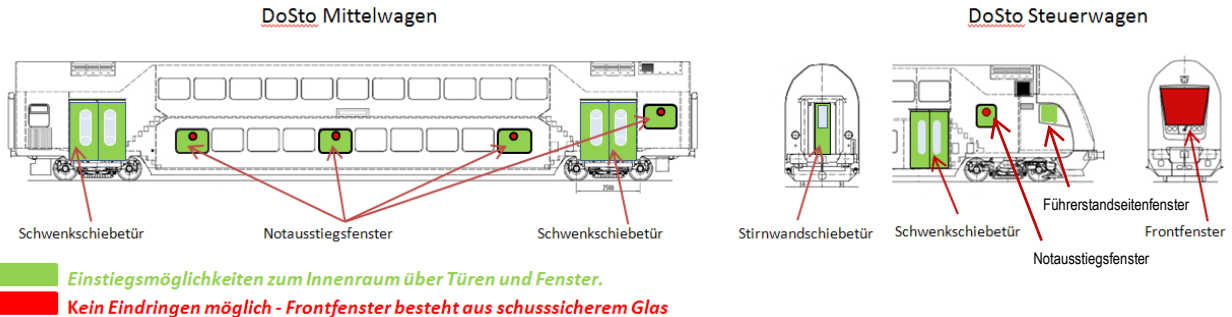 DoSto Mittelwagen
DoSto Steuerwagen
2500
Führerstandseitenfenster
Schwenkschiebetür
Notausstiegsfenster
Schwenkschiebetür
Stirnwandschiebetür
Schwenkschiebetür
Frontfenster
Notausstiegsfenster
Einstiegsmöglichkeiten zum Innenraum über Türen und Fenster.
Kein Eindringen möglich - Frontfenster besteht aus schusssicherem Glas